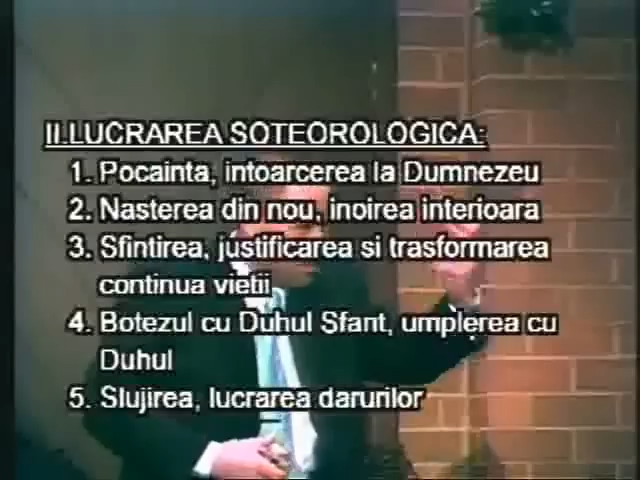 II.LUCRAREA SOTEOROLOGICA:
1. Pocainta, intoarcerea la Dumnezeu
2. Nasterea din nou, inoirea interioara
3. Sfintirea, justificarea si trasformarea
continua vietii
4. Botezul cu Duhul Sfant, umplerea cu
Duhul
5. Slujirea, lucrarea darurilor